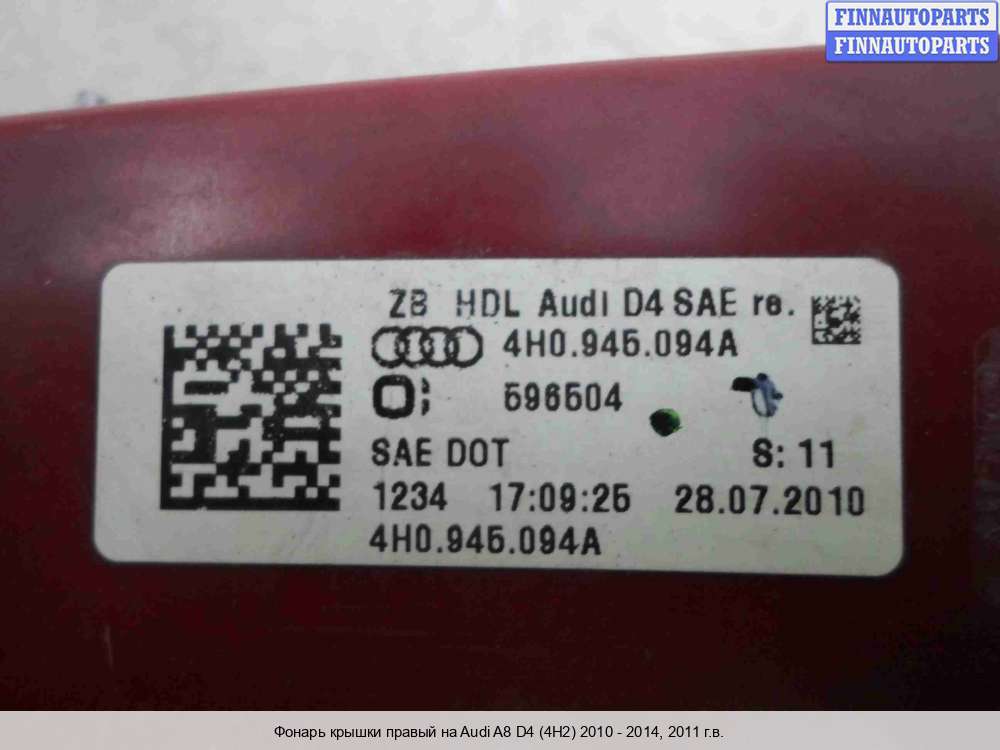 FINNAUTOPARTS
FINNAUTOPARTS
ZB HDL Audi D4 SAE re.
4H0.945.094A
596504
SAE DOT S: 11
1234 17:09:25 28.07.2010
4H0.945.094A
Фонарь крышки правый на Audi A8 D4 (4H2) 2010 - 2014, 2011 г.в.